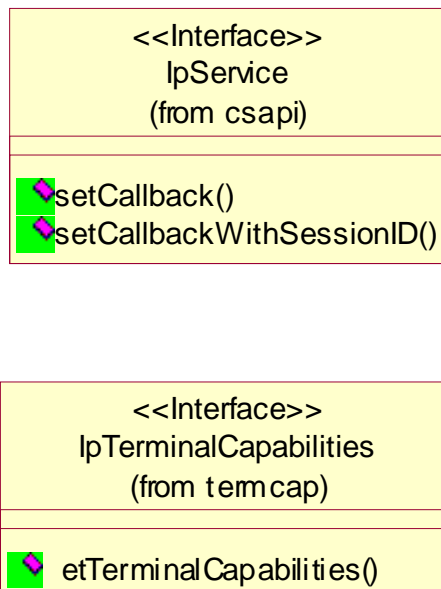 <<Interface>>
IpService
(from csapi)
setCallback()
setCallbackWithSessionID()
<<Interface>>
IpTerminalCapabilities
(from termcap)
etTerminalCapabilities()